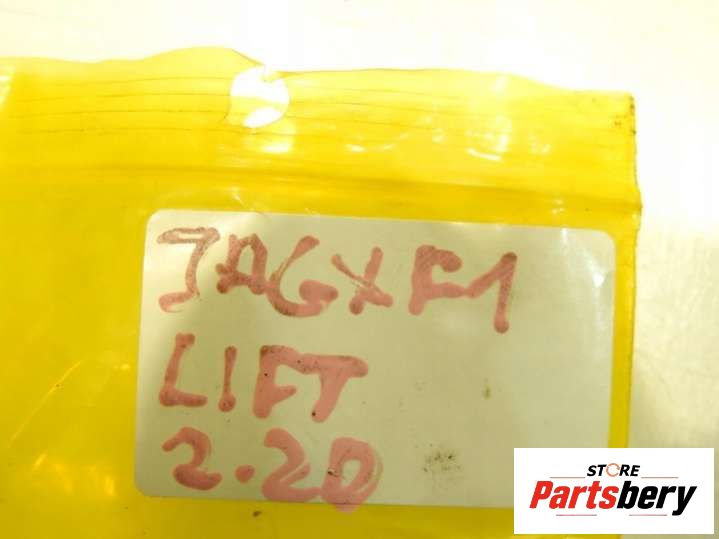 JAGXF1
LIFT
2.2D
STORE
Partsbery